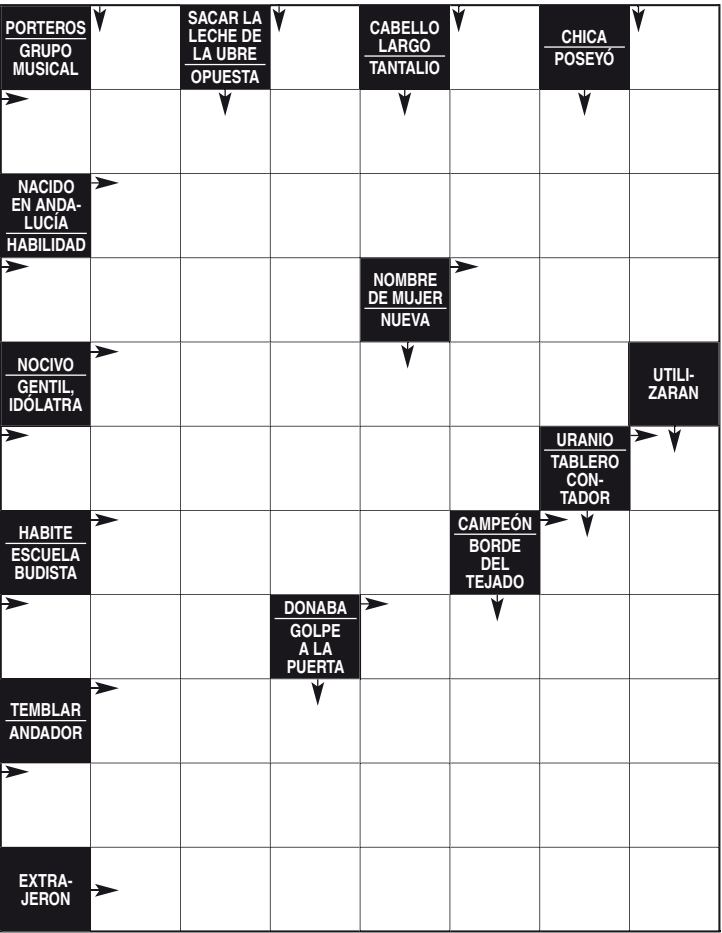 PORTEROS
GRUPO
MUSICAL
SACAR LA
LECHE DE
LA UBRE
OPUESTA
CABELLO
LARGO
TANTALIO
CHICA
POSEYÓ
NACIDO
EN ANDA-
LUCÍA
HABILIDAD
NOMBRE
DE MUJER
NUEVA
NOCIVO
GENTIL,
IDÓLATRA
UTILI-
ZARAN
URANIO
TABLERO
CON-
TADOR
HABITE
ESCUELA
BUDISTA
CAMPEÓN
BORDE
DEL
TEJADO
DONABA
GOLPE
A LA
PUERTA
TEMBLAR
ANDADOR
EXTRA-
JERON